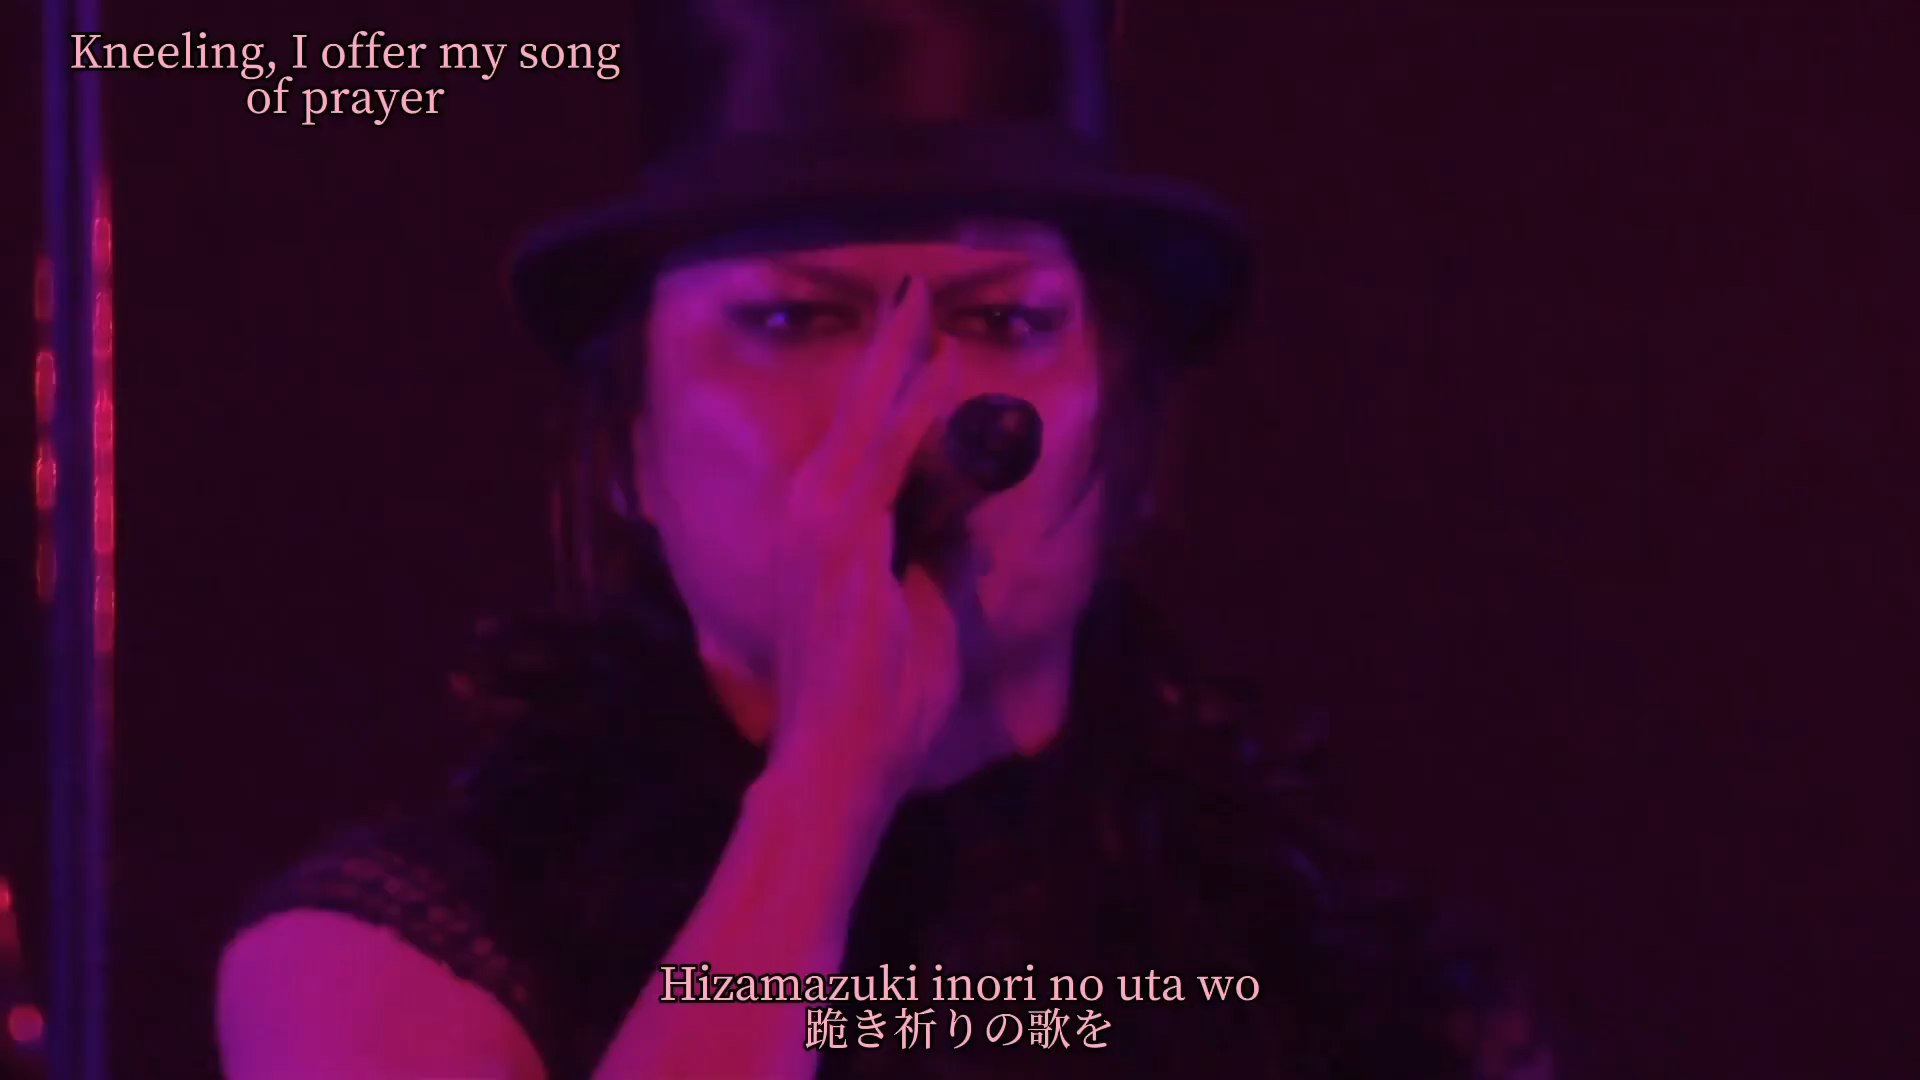 Kneeling, I offer my song
of prayer
Hizamazuki inori no uta wo
跪き祈りの歌を